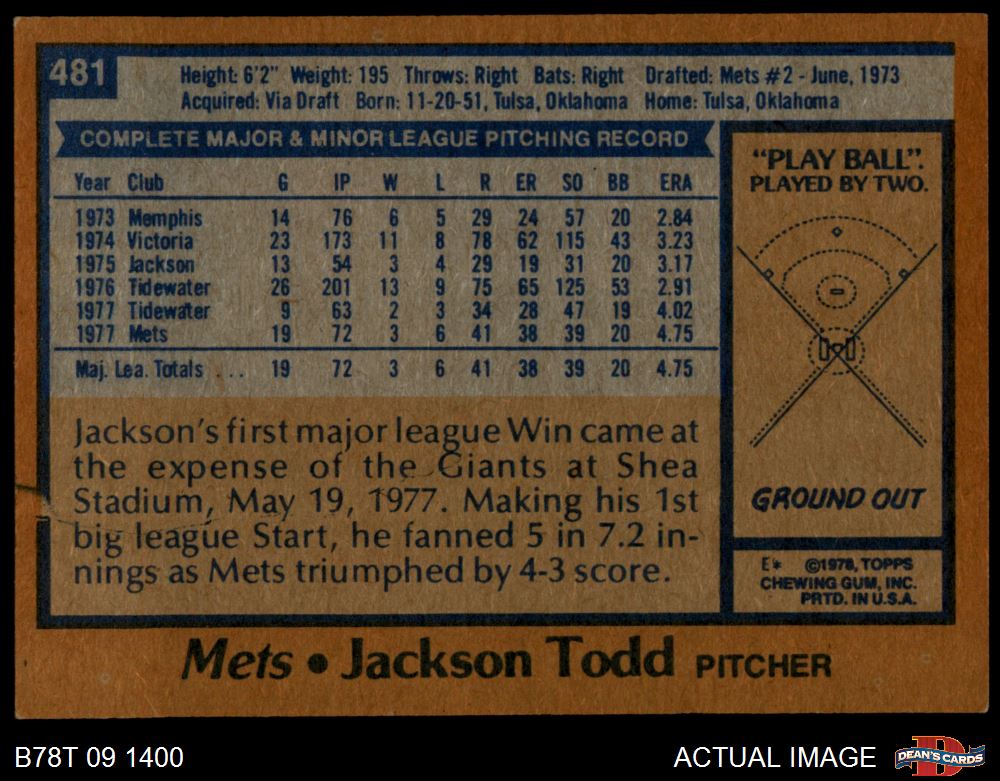 481
Height: 6'2" Weight: 195 Throws: Right Bats: Right Drafted: Mets #2 - June, 1973
Acquired: Via Draft Born: 11-20-51, Tulsa, Oklahoma Home: Tulsa, Oklahoma
COMPLETE MAJOR & MINOR LEAGUE PITCHING RECORD
Year Club G IP W L R ER SO BB ERA
1973 Memphis 14 76 6 5 29 24 57 20 2.84
1974 Victoria 23 173 11 8 78 62 115 43 3.23
1975 Jackson 13 54 3 4 29 19 31 20 3.17
1976 Tidewater 26 201 13 9 75 65 125 53 2.91
1977 Tidewater 9 63 2 3 34 28 47 19 4.02
1977 Mets 19 72 3 6 41 38 39 20 4.75
Maj. Lea. Totals . . . 19 72 3 6 41 38 39 20 4.75
Jackson's first major league Win came at
the expense of the Giants at Shea
Stadium, May 19, 1977. Making his 1st
big league Start, he fanned 5 in 7.2 in-
nings as Mets triumphed by 4-3 score.
"PLAY BALL".
PLAYED BY TWO.
GROUND OUT
E* ©1978, TOPPS
CHEWING GUM, INC.
PRTD. IN U.S.A.
Mets • Jackson Todd PITCHER
B78T 09 1400
ACTUAL IMAGE
D
DEAN'S CARDS